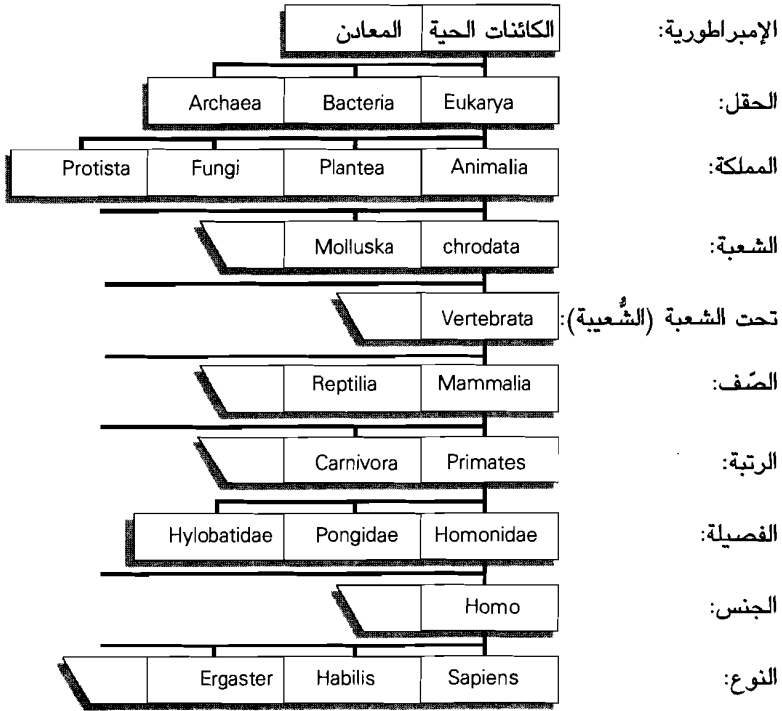 الإمبراطورية: الكائنات الحية المعادن
الحقل: Eukarya Bacteria Archaea
المملكة: Animalia Plantea Fungi Protista
الشعبة: chrodata Molluska
تحت الشعبة (الشُّعيبة): Vertebrata
الصّف: Mammalia Reptilia
الرتبة: Primates Carnivora
الفصيلة: Homonidae Pongidae Hylobatidae
الجنس: Homo
النوع: Sapiens Habilis Ergaster